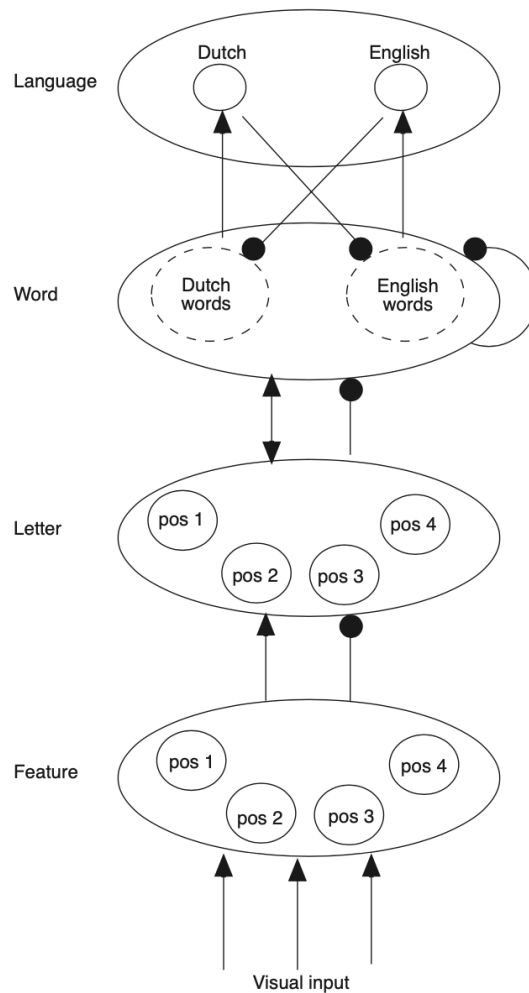 Language
Dutch
English
Word
Dutch
words
English
words
Letter
pos 1
pos 2
pos 3
pos 4
Feature
pos 1
pos 2
pos 3
pos 4
Visual input